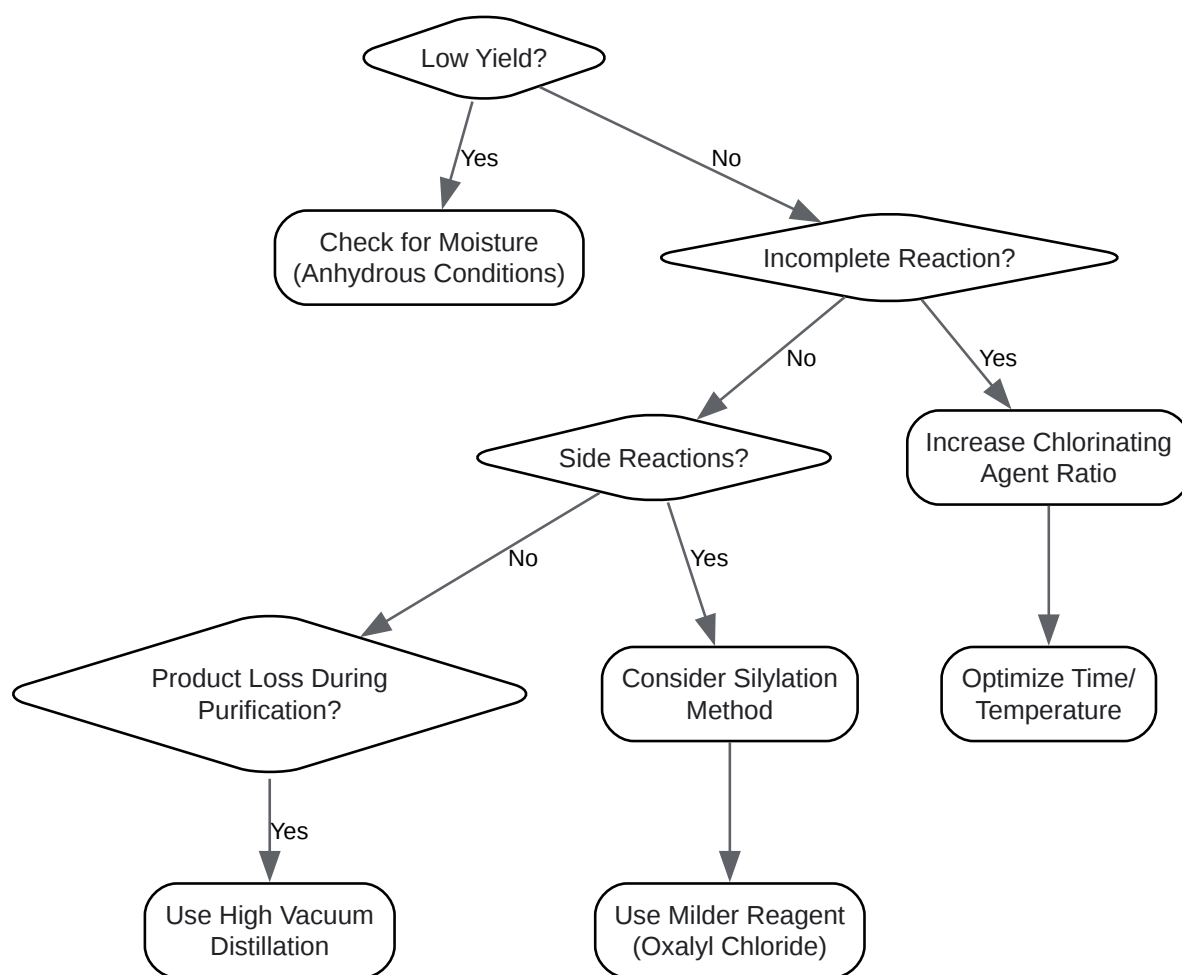 Low Yield?
Yes
No
Check for Moisture
(Anhydrous Conditions)
Incomplete Reaction?
No
Yes
Side Reactions?
Increase Chlorinating
Agent Ratio
No
Yes
Product Loss During
Purification?
Consider Silylation
Method
Optimize Time/
Temperature
Yes
Use High Vacuum
Distillation
Use Milder Reagent
(Oxalyl Chloride)